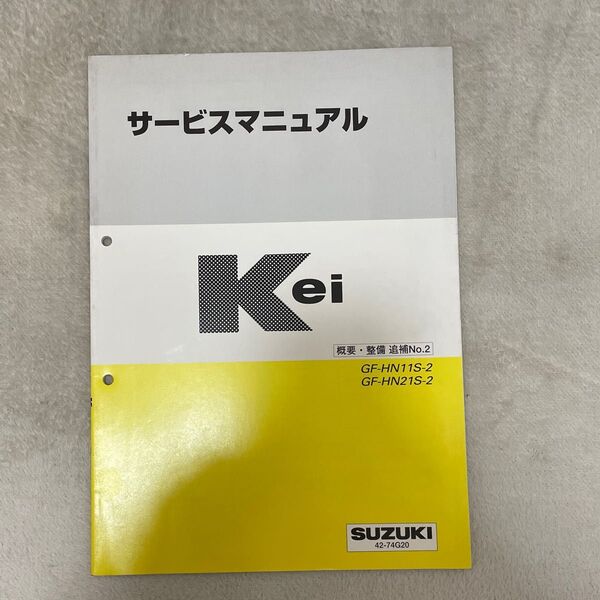 サービスマニュアル
Kei
概要・整備 追補No.2
GF-HN11S-2
GF-HN21S-2
SUZUKI
42-74G20